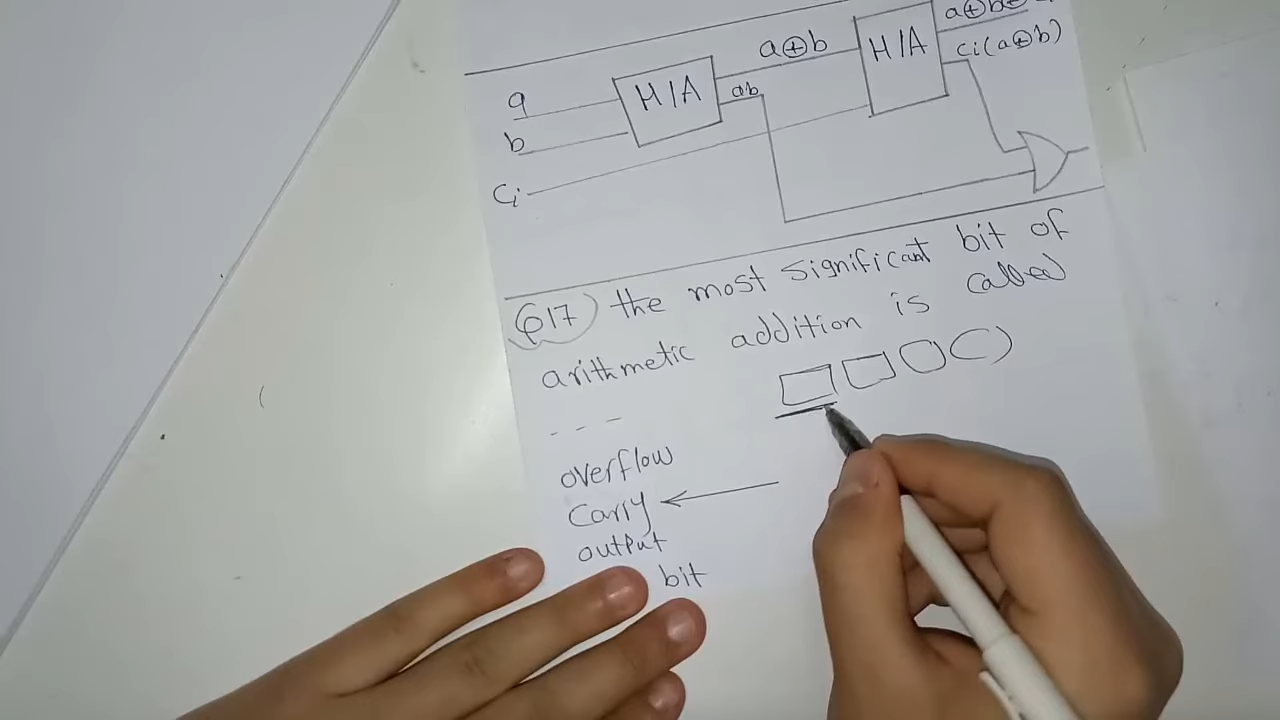 a⊕b
H/A
a⊕b⊕
a
H/A
ab
ci(a⊕b)
b
Ci
Q17) the most significant bit of
arithmetic addition is called
- - -
overflow
Carry
output
bit